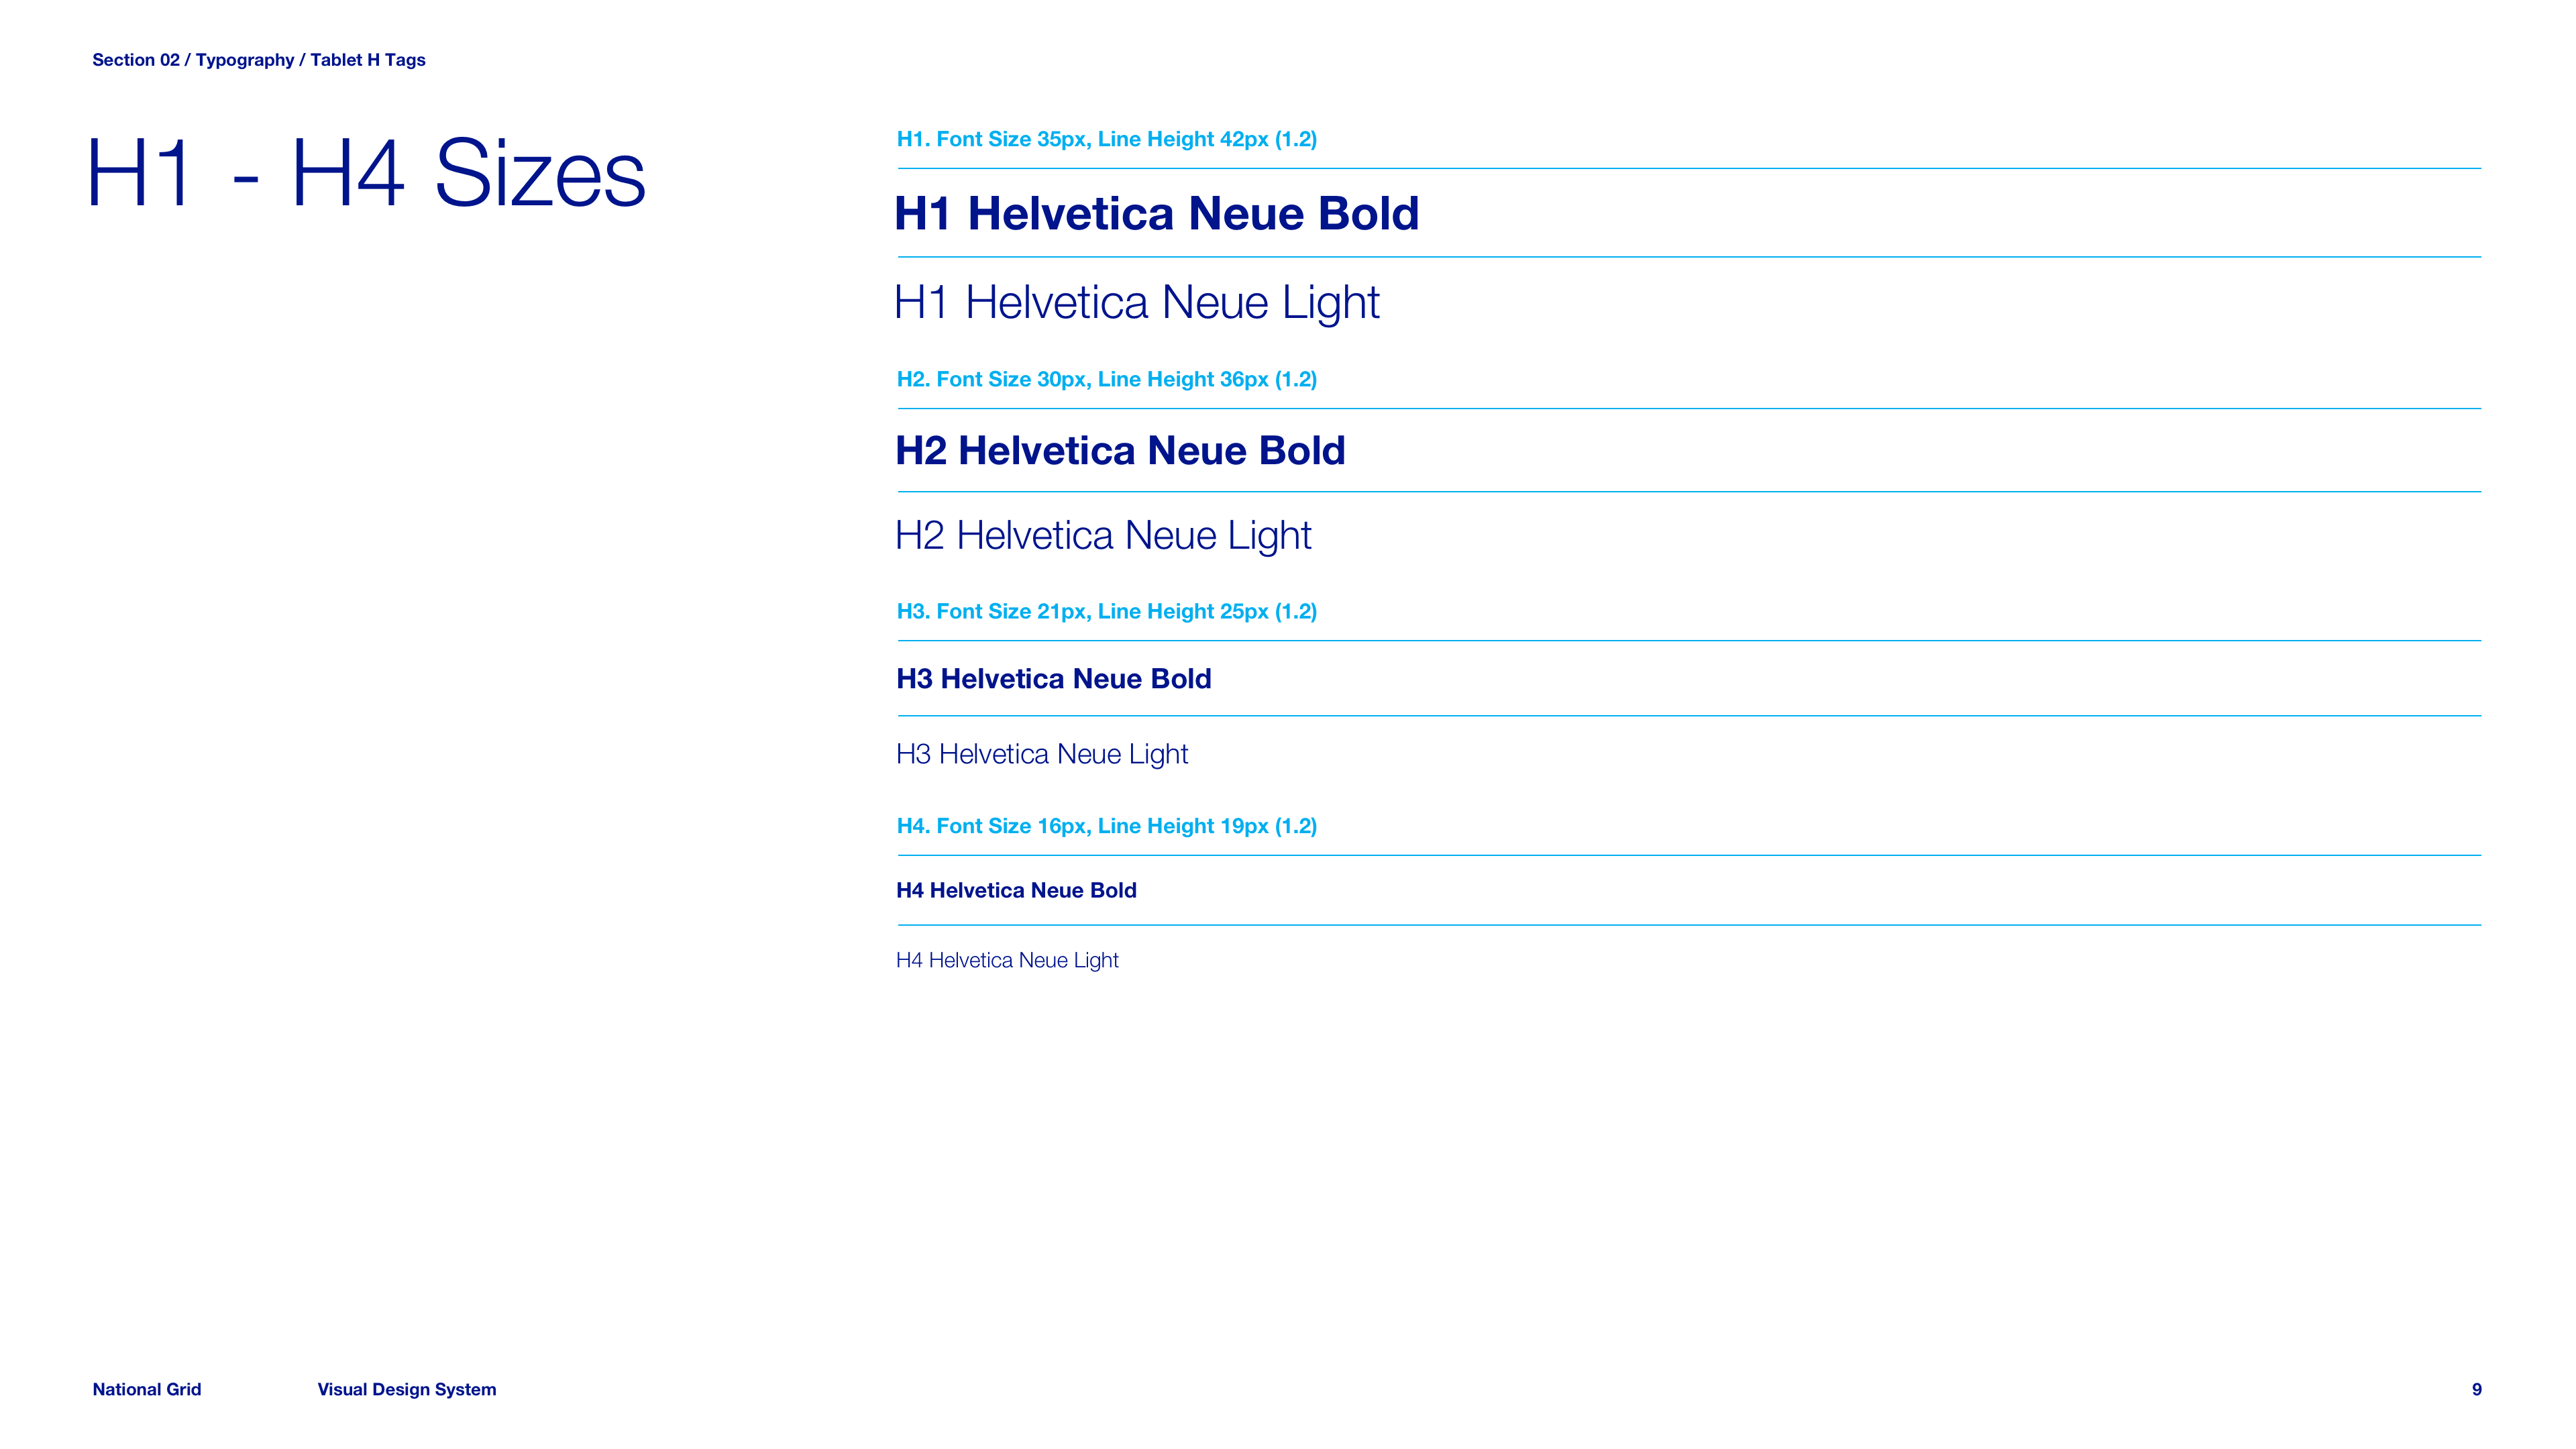 Section 02 / Typography / Tablet H Tags
H1 - H4 Sizes
H1. Font Size 35px, Line Height 42px (1.2)
H1 Helvetica Neue Bold
H1 Helvetica Neue Light
H2. Font Size 30px, Line Height 36px (1.2)
H2 Helvetica Neue Bold
H2 Helvetica Neue Light
H3. Font Size 21px, Line Height 25px (1.2)
H3 Helvetica Neue Bold
H3 Helvetica Neue Light
H4. Font Size 16px, Line Height 19px (1.2)
H4 Helvetica Neue Bold
H4 Helvetica Neue Light
National Grid
Visual Design System
9